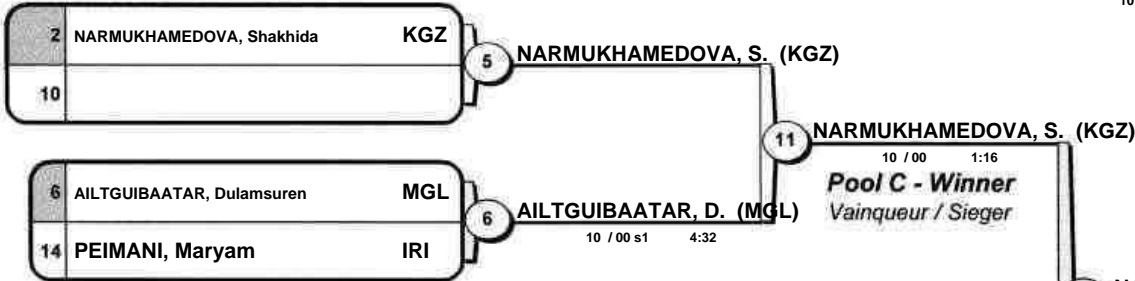 10
2 NARMUKHAMEDOVA, Shakhida KGZ
5 NARMUKHAMEDOVA, S. (KGZ)
10
11 NARMUKHAMEDOVA, S. (KGZ)
10 / 00 1:16
Pool C - Winner
Vainqueur / Sieger
6 AILTGUIBAATAR, Dulamsuren MGL
6 AILTGUIBAATAR, D. (MGL)
10 / 00 s1 4:32
14 PEIMANI, Maryam IRI